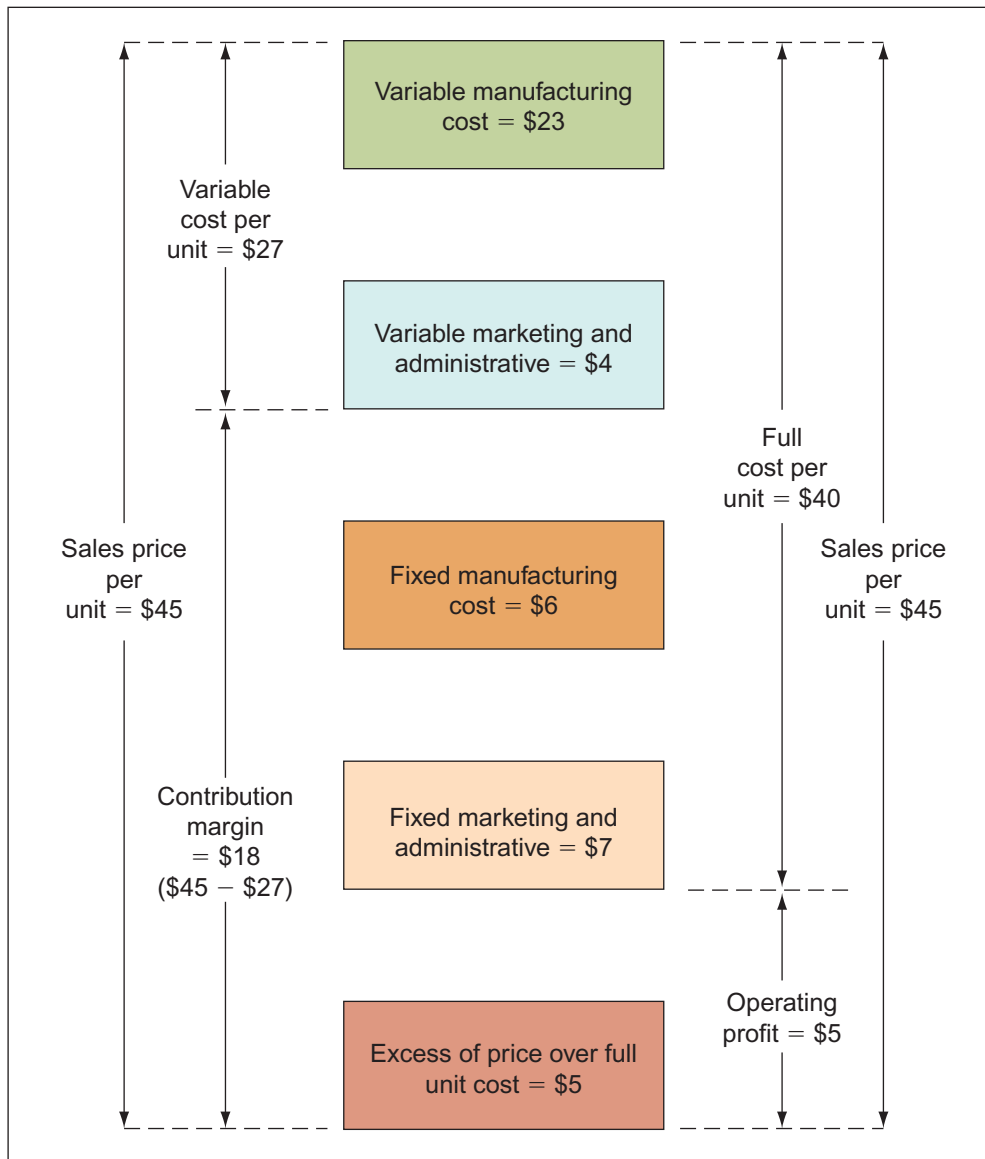 Variable manufacturing
cost = $23
Variable
cost per
unit = $27
Variable marketing and
administrative = $4
Full
cost per
unit = $40
Sales price
per
unit = $45
Fixed manufacturing
cost = $6
Sales price
per
unit = $45
Contribution
margin
= $18
($45 − $27)
Fixed marketing and
administrative = $7
Operating
profit = $5
Excess of price over full
unit cost = $5